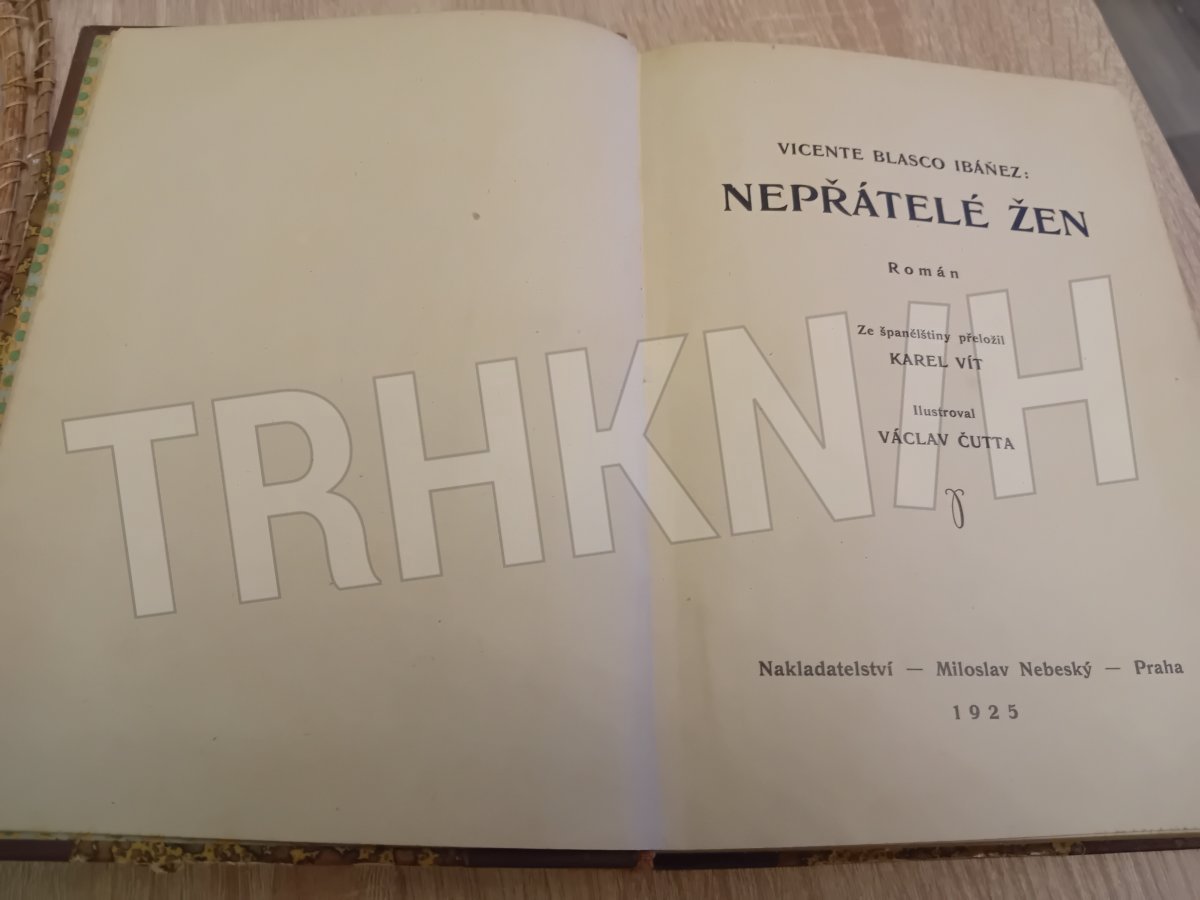 VICENTE BLASCO IBÁÑEZ:
NEPŘÁTELÉ ŽEN
Román
Ze španělštiny přeložil
KAREL VÍT
Ilustroval
VÁCLAV ČUTTA
TRHKNIH
Nakladatelství — Miloslav Nebeský — Praha
1925